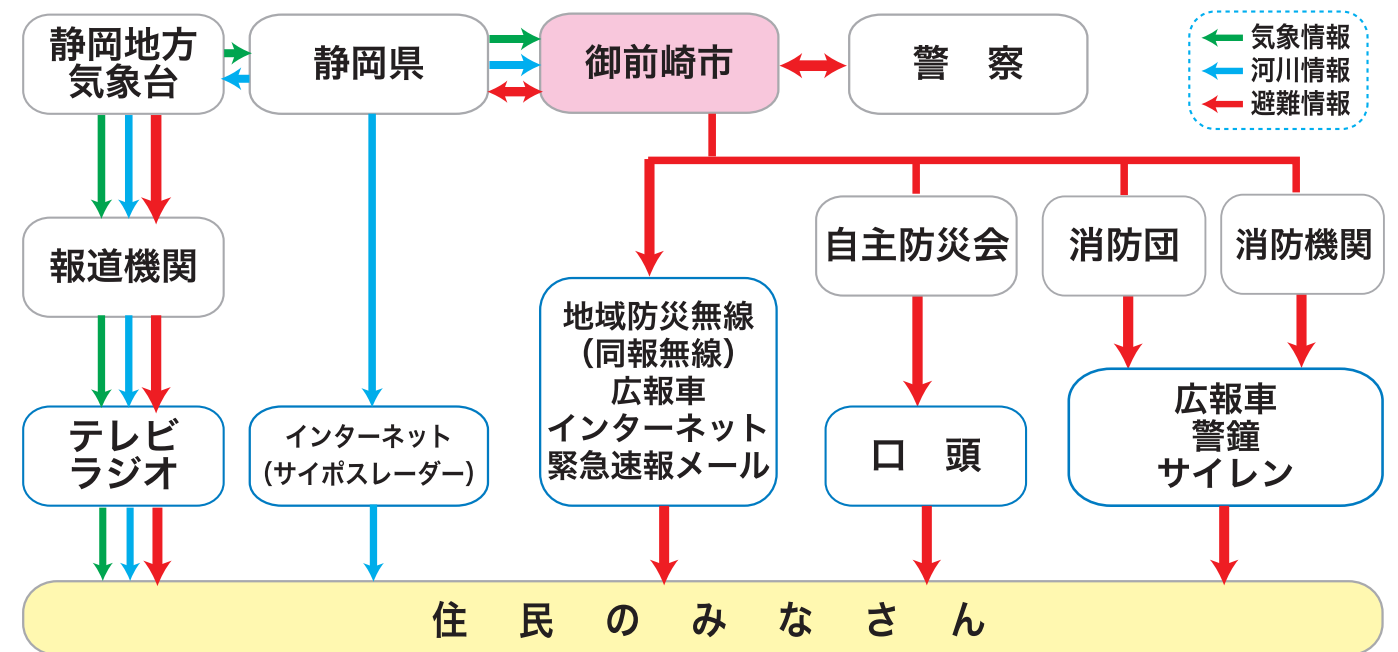 静岡地方
気象台
静岡県
御前崎市
警　察
気象情報
河川情報
避難情報
報道機関
自主防災会
消防団
消防機関
地域防災無線
（同報無線）
広報車
インターネット
緊急速報メール
テレビ
ラジオ
インターネット
（サイポスレーダー）
口　頭
広報車
警鐘
サイレン
住　民　の　み　な　さ　ん